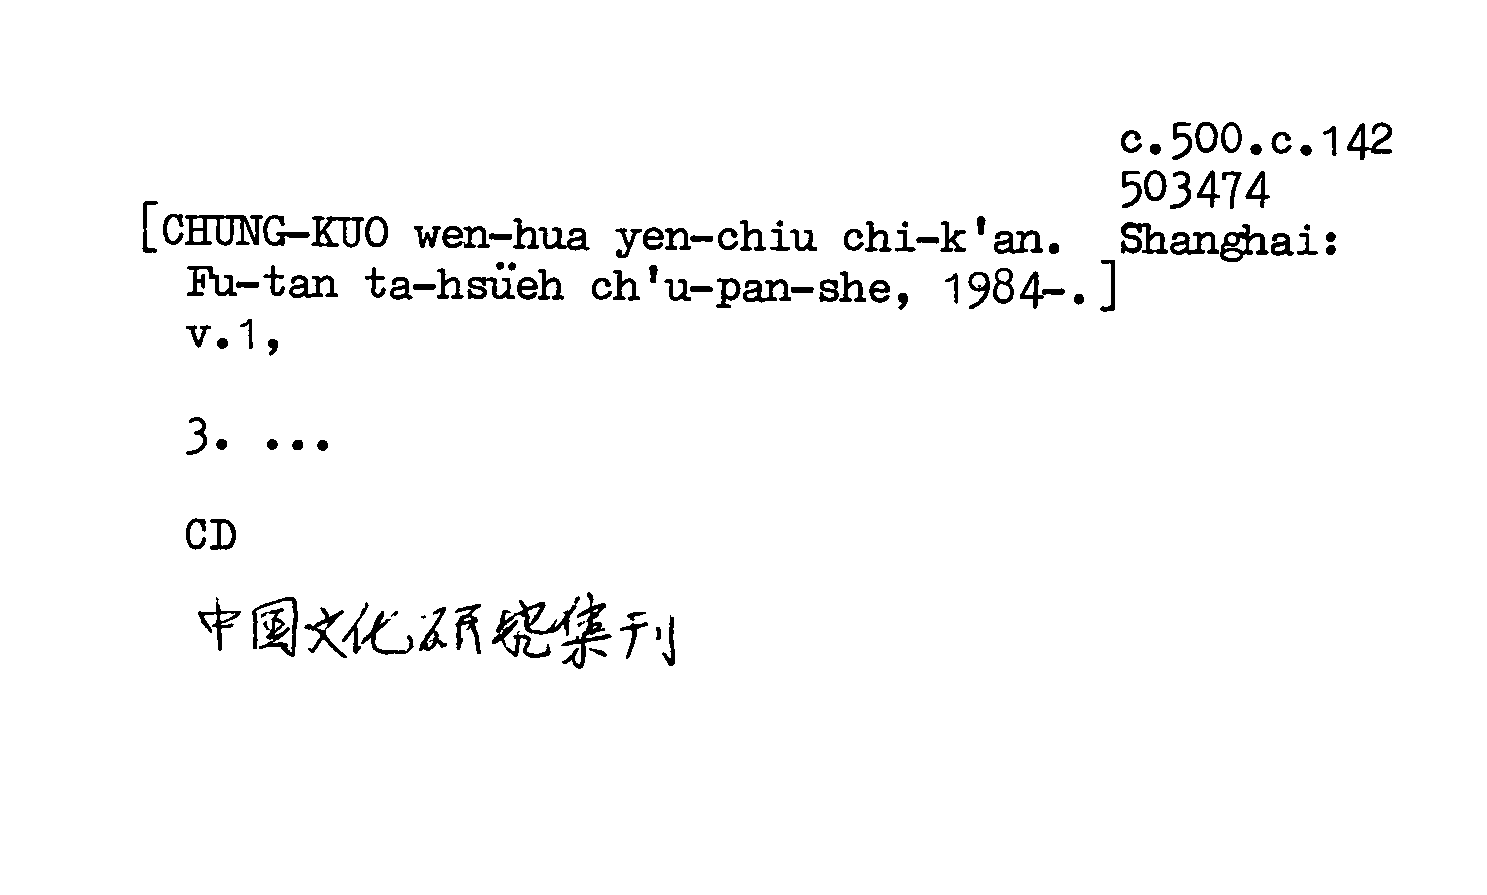 c.500.c.142
503474
[CHUNG-KUO wen-hua yen-chiu chi-k'an. Shanghai:
Fu-tan ta-hsüeh ch'u-pan-she, 1984-.]
v.1,
3. ...
CD
中国文化研究集刊